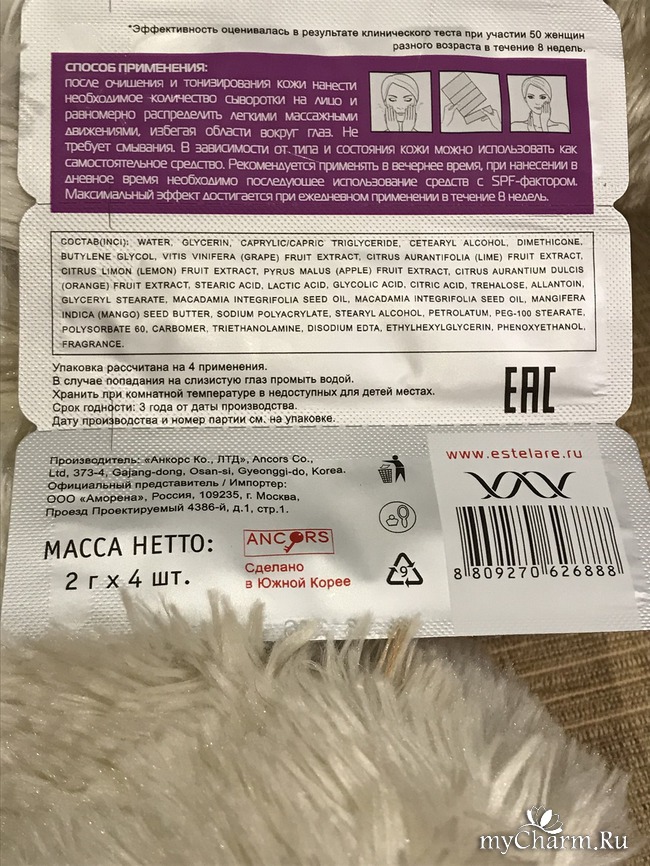 *Эффективность оценивалась в результате клинического теста при участии 50 женщин
разного возраста в течение 8 недель.
СПОСОБ ПРИМЕНЕНИЯ:
после очищения и тонизирования кожи нанести
необходимое количество сыворотки на лицо и
равномерно распределить легкими массажными
движениями, избегая области вокруг глаз. Не
требует смывания. В зависимости от типа и состояния кожи можно использовать как
самостоятельное средство. Рекомендуется применять в вечернее время, при нанесении в
дневное время необходимо последующее использование средств с SPF-фактором.
Максимальный эффект достигается при ежедневном применении в течение 8 недель.
СОСТАВ(INCI): WATER, GLYCERIN, CAPRYLIC/CAPRIC TRIGLYCERIDE, CETEARYL ALCOHOL, DIMETHICONE,
BUTYLENE GLYCOL, VITIS VINIFERA (GRAPE) FRUIT EXTRACT, CITRUS AURANTIFOLIA (LIME) FRUIT EXTRACT,
CITRUS LIMON (LEMON) FRUIT EXTRACT, PYRUS MALUS (APPLE) FRUIT EXTRACT, CITRUS AURANTIUM DULCIS
(ORANGE) FRUIT EXTRACT, STEARIC ACID, LACTIC ACID, GLYCOLIC ACID, CITRIC ACID, TREHALOSE, ALLANTOIN,
GLYCERYL STEARATE, MACADAMIA INTEGRIFOLIA SEED OIL, MACADAMIA INTEGRIFOLIA SEED OIL, MANGIFERA
INDICA (MANGO) SEED BUTTER, SODIUM POLYACRYLATE, STEARYL ALCOHOL, PETROLATUM, PEG-100 STEARATE,
POLYSORBATE 60, CARBOMER, TRIETHANOLAMINE, DISODIUM EDTA, ETHYLHEXYLGLYCERIN, PHENOXYETHANOL,
FRAGRANCE.
Упаковка рассчитана на 4 применения.
В случае попадания на слизистую глаз промыть водой.
Хранить при комнатной температуре в недоступных для детей местах.
Срок годности: 3 года от даты производства.
Дату производства и номер партии см. на упаковке.
EAC
Производитель: «Анкорс Ко., ЛТД», Ancors Co.,
Ltd, 373-4, Gajang-dong, Osan-si, Gyeonggi-do, Korea.
Официальный представитель / Импортер:
ООО «Аморена», Россия, 109235, г. Москва,
Проезд Проектируемый 4386-й, д.1, стр.1.
www.estelare.ru
МАССА НЕТТО:
2 г х 4 шт.
ANCORS
Сделано
в Южной Корее
9
8 809270 626888
myCharm.Ru